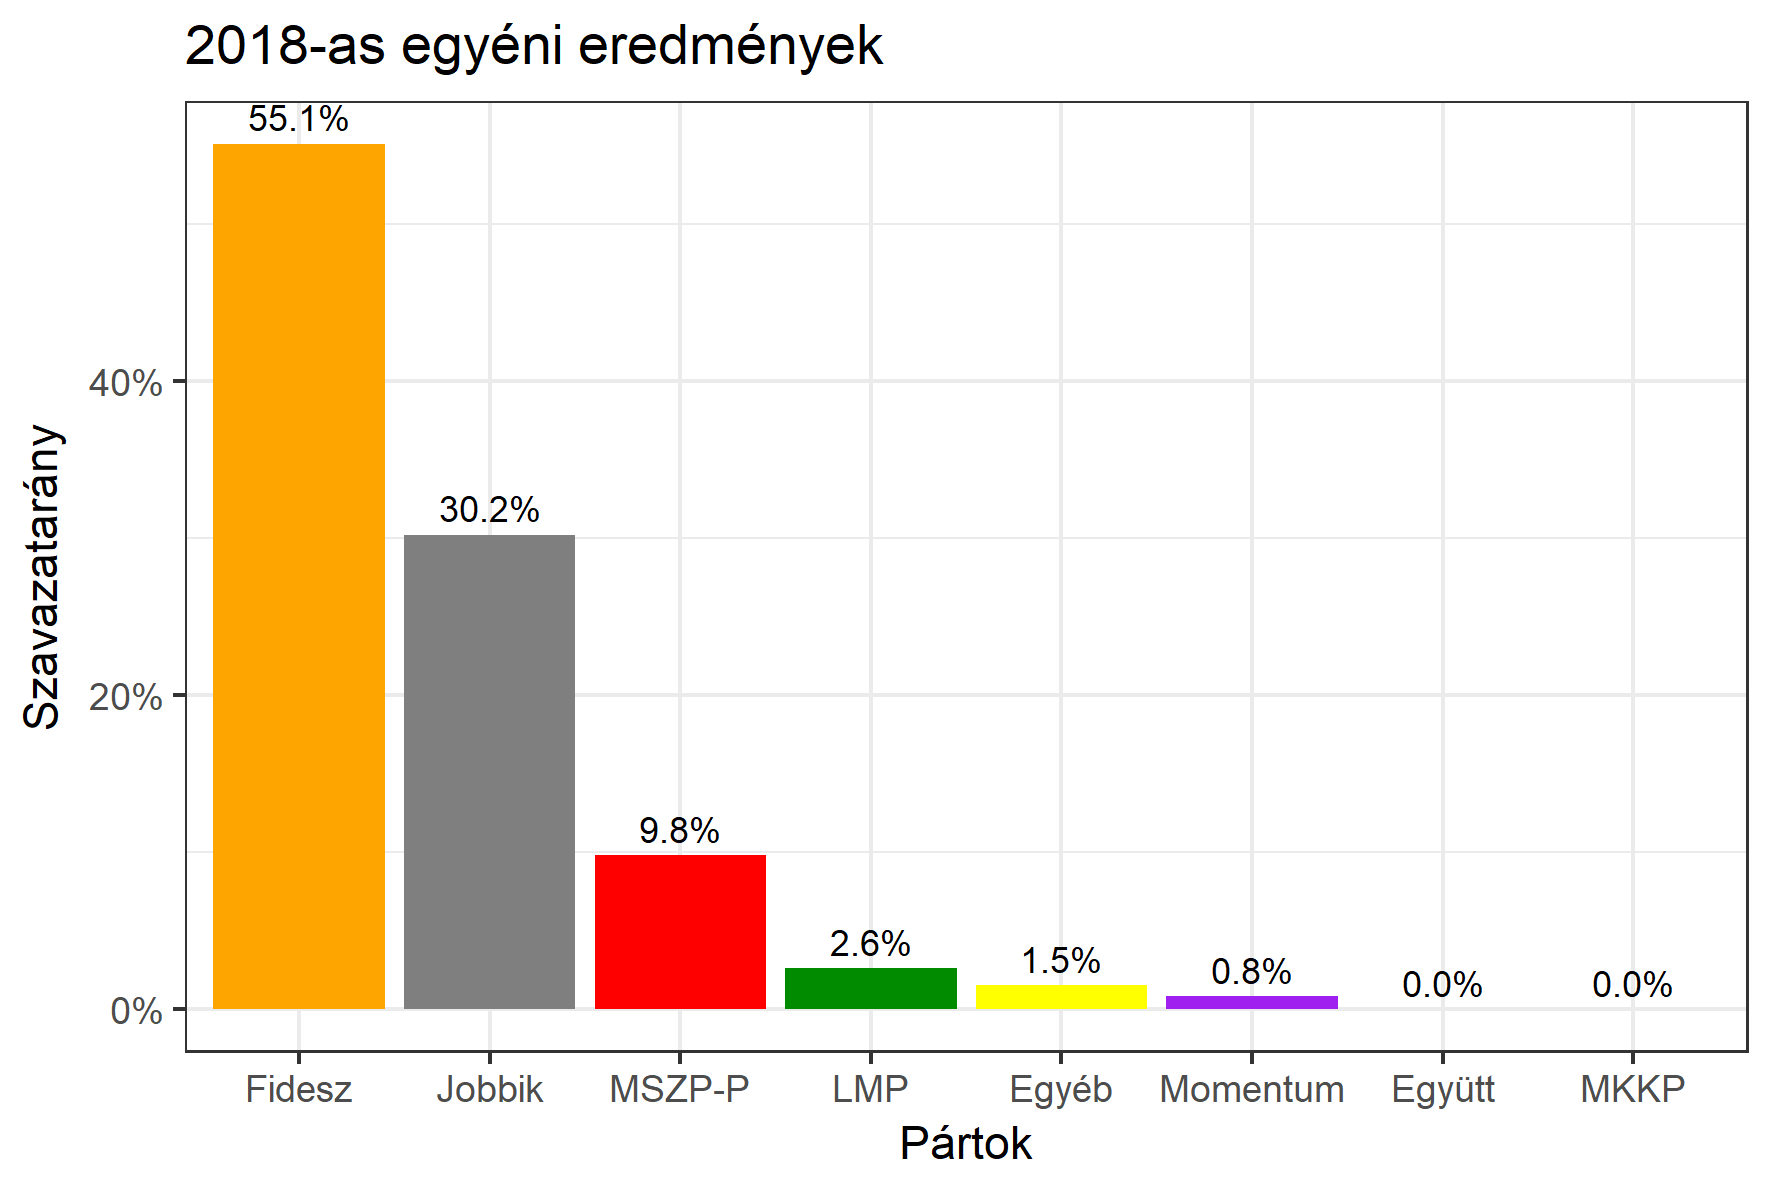 2018-as egyéni eredmények
55.1%
30.2%
9.8%
2.6%
1.5%
0.8%
0.0%
0.0%
40%
20%
0%
Szavazatarány
Fidesz
Jobbik
MSZP-P
LMP
Egyéb
Momentum
Együtt
MKKP
Pártok